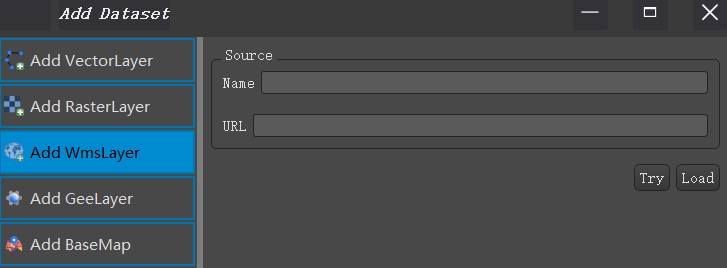 Add Dataset
Add VectorLayer
Add RasterLayer
Add WmsLayer
Add GeeLayer
Add BaseMap
Source
Name
URL
Try Load